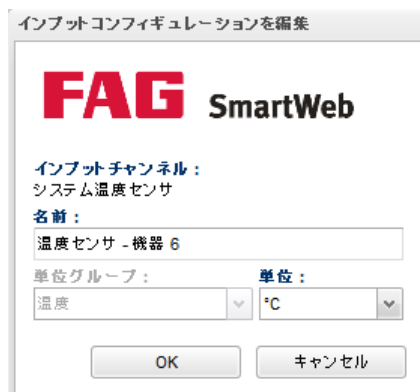 インプットコンフィギュレーションを編集
FAG SmartWeb
インプットチャンネル：
システム温度センサ
名前：
温度センサ - 機器 6
単位グループ： 単位：
温度 °C
OK キャンセル